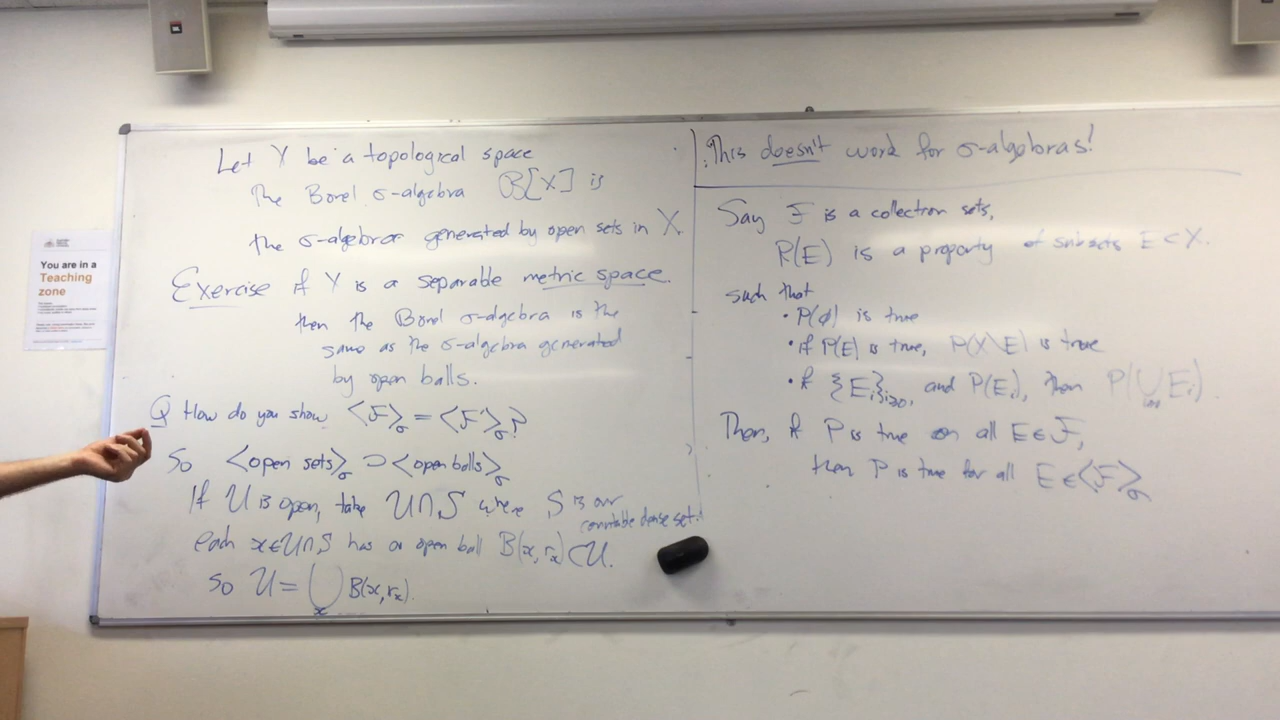 You are in a
Teaching
zone
Let Y be a topological space
the Borel σ-algebra B[X] is
the σ-algebrar generated by open sets in X.
Exercise if Y is a separable metric space.
then the Borel σ-algebra is the
same as the σ-algebra generated
by open balls.
Q How do you show ⟨F⟩σ = ⟨F'⟩σ?
So ⟨open sets⟩σ ⊃ ⟨open balls⟩σ
If U is open, take U∩S where S is our
countable dense set.
each x∈U∩S has an open ball B(x,rₓ)⊂U.
So U = ⋃ₓ B(x,rₓ).
This doesn't work for σ-algebras!
Say F is a collection sets,
P(E) is a property of subsets E⊂X.
such that
• P(ϕ) is true
• if P(E) is true, P(X\E) is true
• if {Eᵢ}ᵢ≥₀, and P(Eᵢ), then P(⋃Eᵢ).
Then, if P is true on all E∈F,
then P is true for all E∈⟨F⟩σ